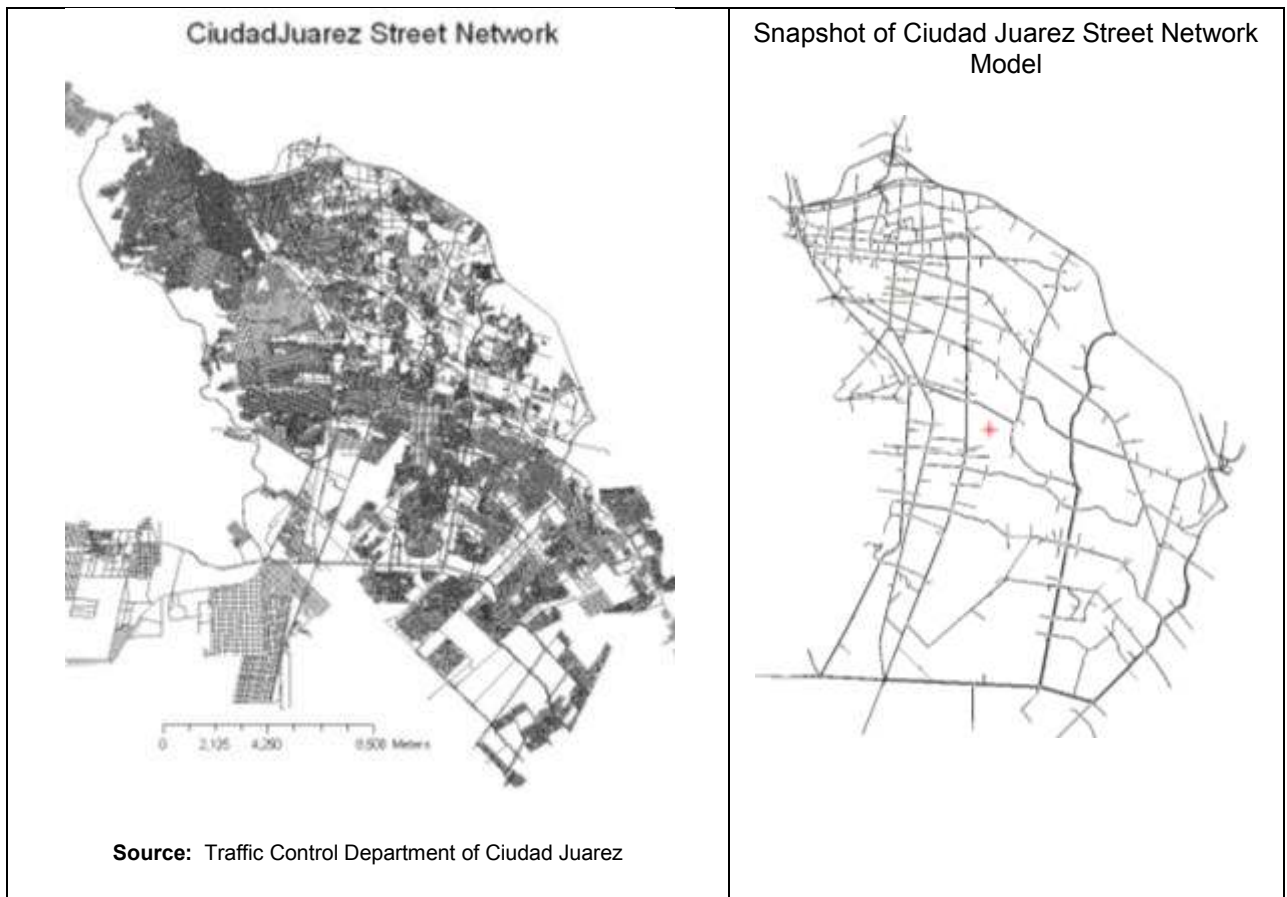 CiudadJuarez Street Network
0 2,125 4,250 8,500 Meters
Source: Traffic Control Department of Ciudad Juarez
Snapshot of Ciudad Juarez Street Network
Model